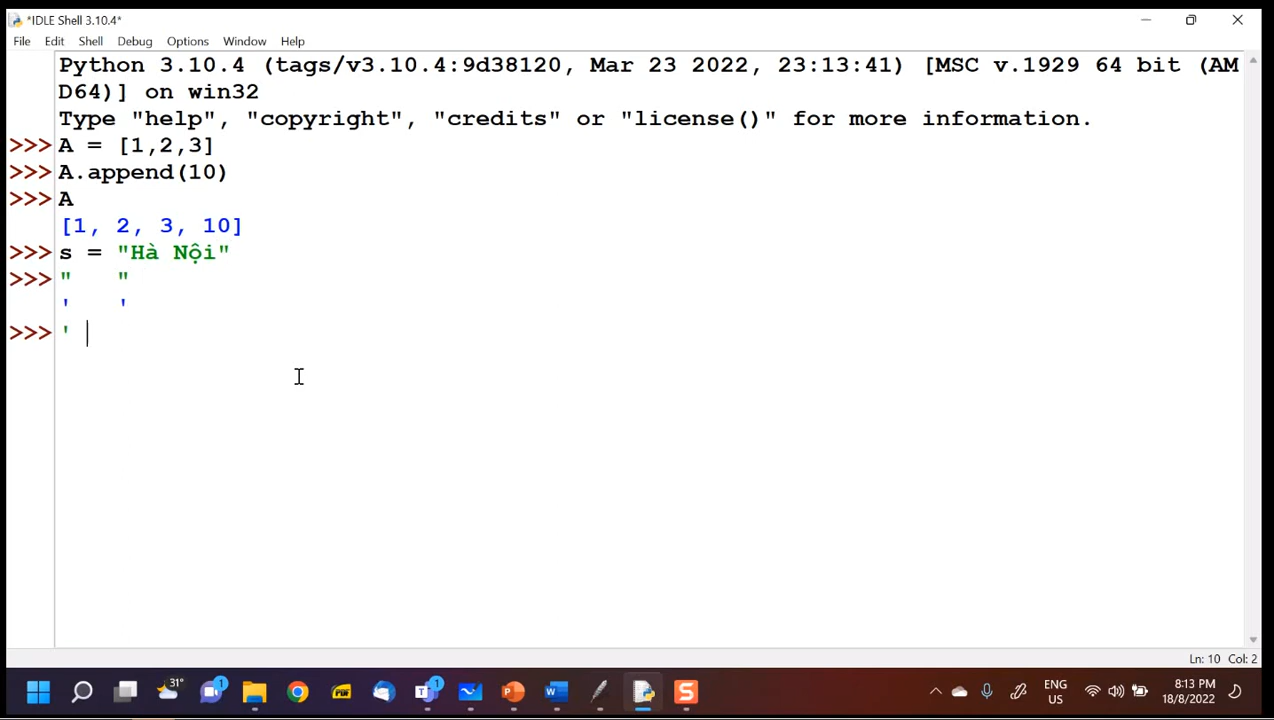 *IDLE Shell 3.10.4*
File Edit Shell Debug Options Window Help
Python 3.10.4 (tags/v3.10.4:9d38120, Mar 23 2022, 23:13:41) [MSC v.1929 64 bit (AM
D64)] on win32
Type "help", "copyright", "credits" or "license()" for more information.
>>> A = [1,2,3]
>>> A.append(10)
>>> A
[1, 2, 3, 10]
>>> s = "Hà Nội"
>>> "   "
'   '
>>> '
Ln: 10 Col: 2
31° 1 PDF T 1 W S ENG 8:13 PM
US 18/8/2022